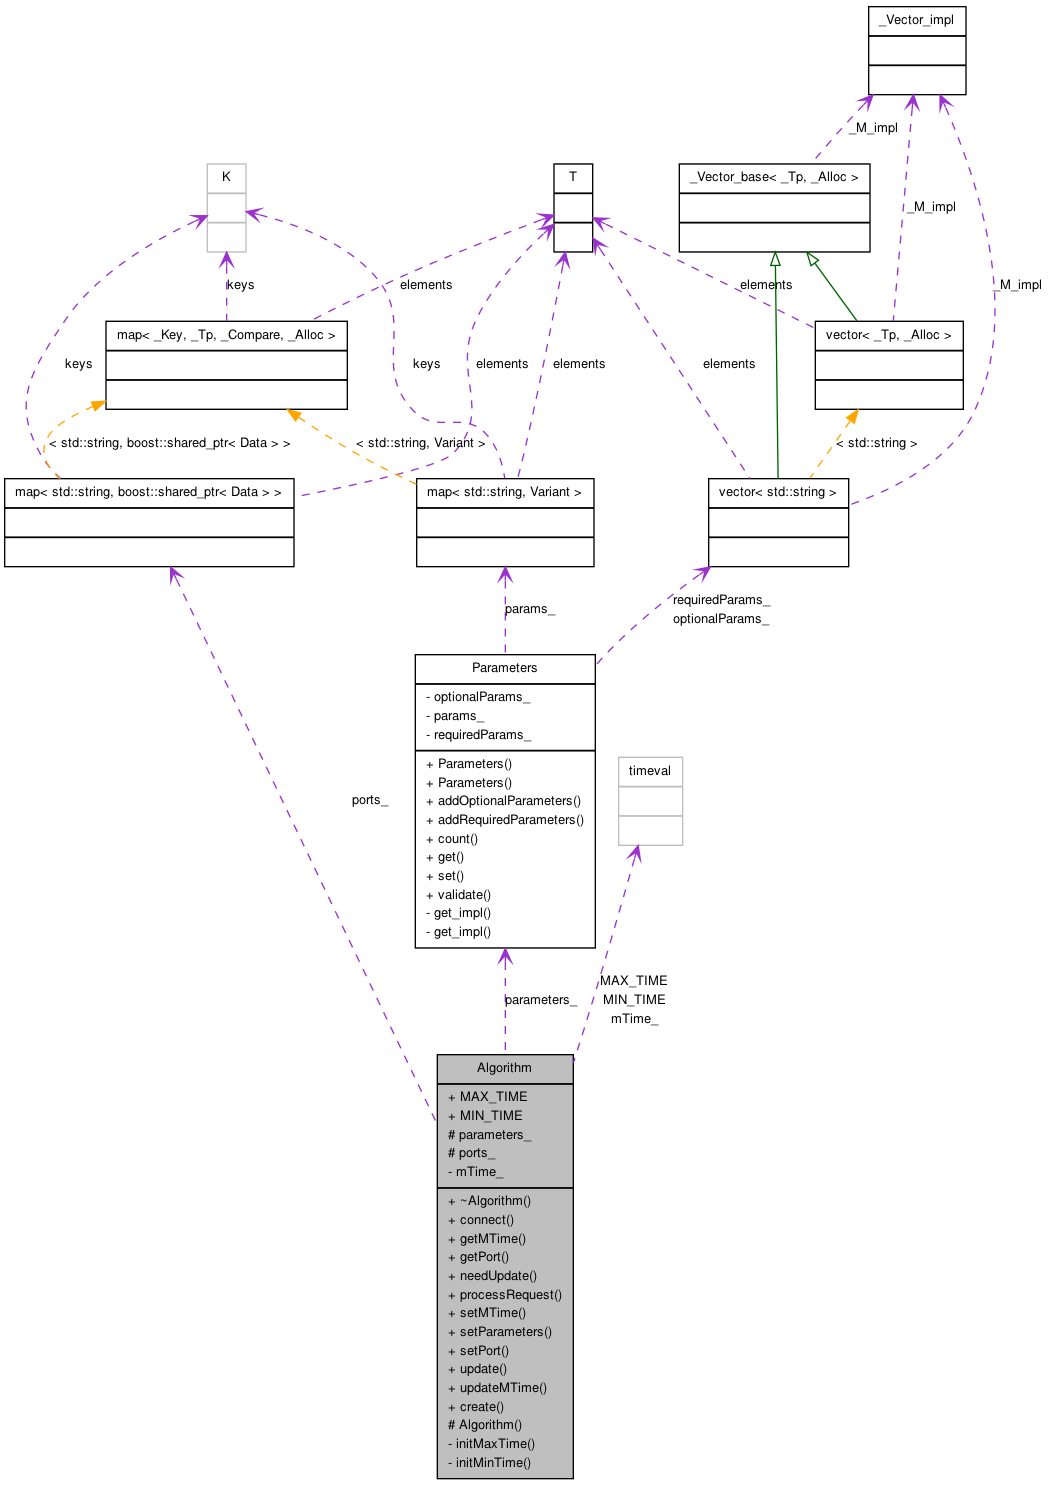 _Vector_impl
_M_impl
K
T
_Vector_base< _Tp, _Alloc >
_M_impl
keys
elements
elements
_M_impl
map< _Key, _Tp, _Compare, _Alloc >
vector< _Tp, _Alloc >
keys
keys
elements
elements
elements
< std::string, boost::shared_ptr< Data > >
< std::string, Variant >
< std::string >
map< std::string, boost::shared_ptr< Data > >
map< std::string, Variant >
vector< std::string >
params_
requiredParams_
optionalParams_
Parameters
- optionalParams_
- params_
- requiredParams_
+ Parameters()
+ Parameters()
+ addOptionalParameters()
+ addRequiredParameters()
+ count()
+ get()
+ set()
+ validate()
- get_impl()
- get_impl()
timeval
ports_
parameters_
MAX_TIME
MIN_TIME
mTime_
Algorithm
+ MAX_TIME
+ MIN_TIME
# parameters_
# ports_
- mTime_
+ ~Algorithm()
+ connect()
+ getMTime()
+ getPort()
+ needUpdate()
+ processRequest()
+ setMTime()
+ setParameters()
+ setPort()
+ update()
+ updateMTime()
+ create()
# Algorithm()
- initMaxTime()
- initMinTime()